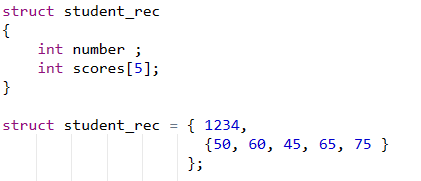 struct student_rec
{
int number ;
int scores[5];
}
struct student_rec = { 1234,
{50, 60, 45, 65, 75 }
};